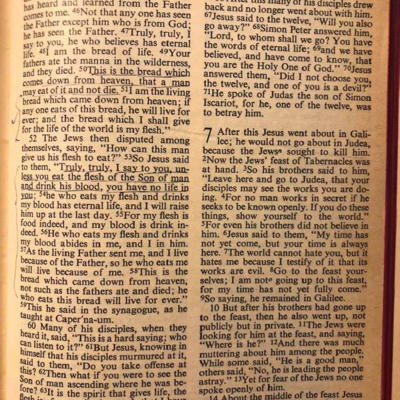 has heard and learned from the Father
comes to me. 46Not that any one has seen
the Father except him who is from God;
he has seen the Father. 47Truly, truly, I
say to you, he who believes has eternal
life. 48I am the bread of life. 49Your
fathers ate the manna in the wilderness,
and they died. 50This is the bread which
comes down from heaven, that a man
may eat of it and not die. 51I am the living
bread which came down from heaven; if
any one eats of this bread, he will live for
ever; and the bread which I shall give
for the life of the world is my flesh."
52 The Jews then disputed among
themselves, saying, "How can this man
give us his flesh to eat?" 53So Jesus said
to them, "Truly, truly, I say to you, un-
less you eat the flesh of the Son of man
and drink his blood, you have no life in
you; 54he who eats my flesh and drinks
my blood has eternal life, and I will raise
him up at the last day. 55For my flesh is
food indeed, and my blood is drink in-
deed. 56He who eats my flesh and drinks
my blood abides in me, and I in him.
57As the living Father sent me, and I live
because of the Father, so he who eats me
will live because of me. 58This is the
bread which came down from heaven,
not such as the fathers ate and died; he
who eats this bread will live for ever."
59This he said in the synagogue, as he
taught at Caper'na-um.
60 Many of his disciples, when they
heard it, said, "This is a hard saying; who
can listen to it?" 61But Jesus, knowing in
himself that his disciples murmured at it,
said to them, "Do you take offense at
this? 62Then what if you were to see the
Son of man ascending where he was be-
fore? 63It is the spirit that gives life, the
66 After this many of his disciples drew
back and no longer went about with him.
67Jesus said to the twelve, "Will you also
go away?" 68Simon Peter answered him,
"Lord, to whom shall we go? You have
the words of eternal life; 69and we have
believed, and have come to know, that
you are the Holy One of God." 70Jesus
answered them, "Did I not choose you,
the twelve, and one of you is a devil?"
71He spoke of Judas the son of Simon
Iscariot, for he, one of the twelve, was
to betray him.
7 After this Jesus went about in Gali-
lee; he would not go about in Judea,
because the Jews sought to kill him.
2Now the Jews' feast of Tabernacles was
at hand. 3So his brothers said to him,
"Leave here and go to Judea, that your
disciples may see the works you are do-
ing. 4For no man works in secret if he
seeks to be known openly. If you do these
things, show yourself to the world."
5For even his brothers did not believe in
him. 6Jesus said to them, "My time has
not yet come, but your time is always
here. 7The world cannot hate you, but it
hates me because I testify of it that its
works are evil. 8Go to the feast your-
selves; I am not going up to this feast,
for my time has not yet fully come."
9So saying, he remained in Galilee.
10 But after his brothers had gone up
to the feast, then he also went up, not
publicly but in private. 11The Jews were
looking for him at the feast, and saying,
"Where is he?" 12And there was much
muttering about him among the people.
While some said, "He is a good man,"
others said, "No, he is leading the people
astray." 13Yet for fear of the Jews no one
spoke openly of him.
14 About the middle of the feast Jesus